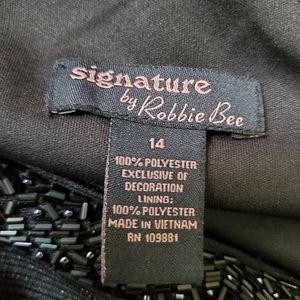 signature
by Robbie Bee
14
100% POLYESTER
EXCLUSIVE OF
DECORATION
LINING:
100% POLYESTER
MADE IN VIETNAM
RN 109881